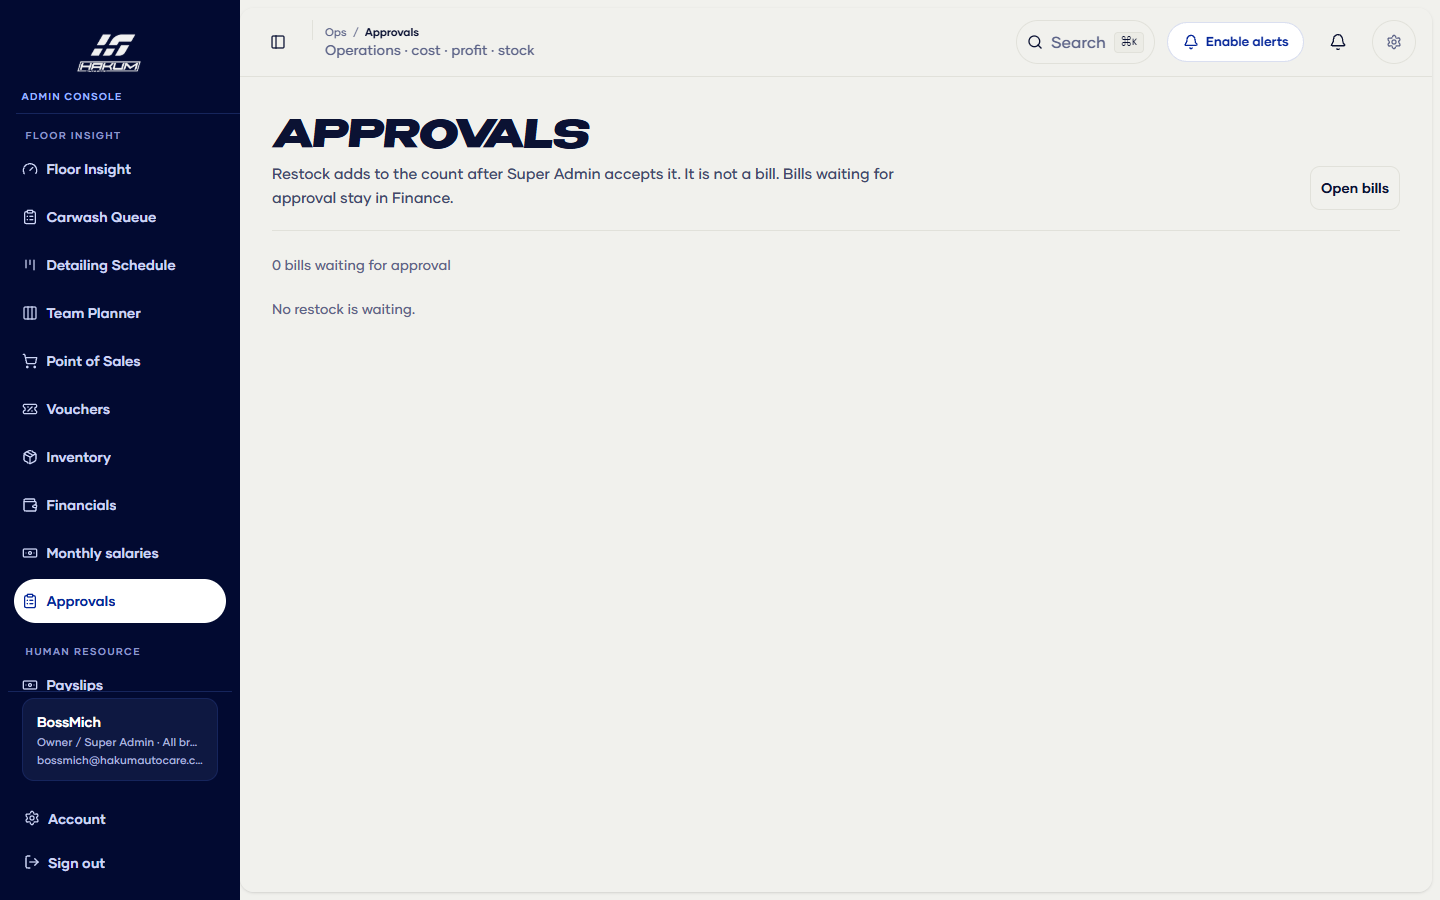 HAKUM
ADMIN CONSOLE
FLOOR INSIGHT
Floor Insight
Carwash Queue
Detailing Schedule
Team Planner
Point of Sales
Vouchers
Inventory
Financials
Monthly salaries
Approvals
HUMAN RESOURCE
Payslips
BossMich
Owner / Super Admin · All br...
bossmich@hakumautocare.c...
Account
Sign out
Ops / Approvals
Operations · cost · profit · stock
Search ⌘K
Enable alerts
APPROVALS
Restock adds to the count after Super Admin accepts it. It is not a bill. Bills waiting for
approval stay in Finance.
Open bills
0 bills waiting for approval
No restock is waiting.